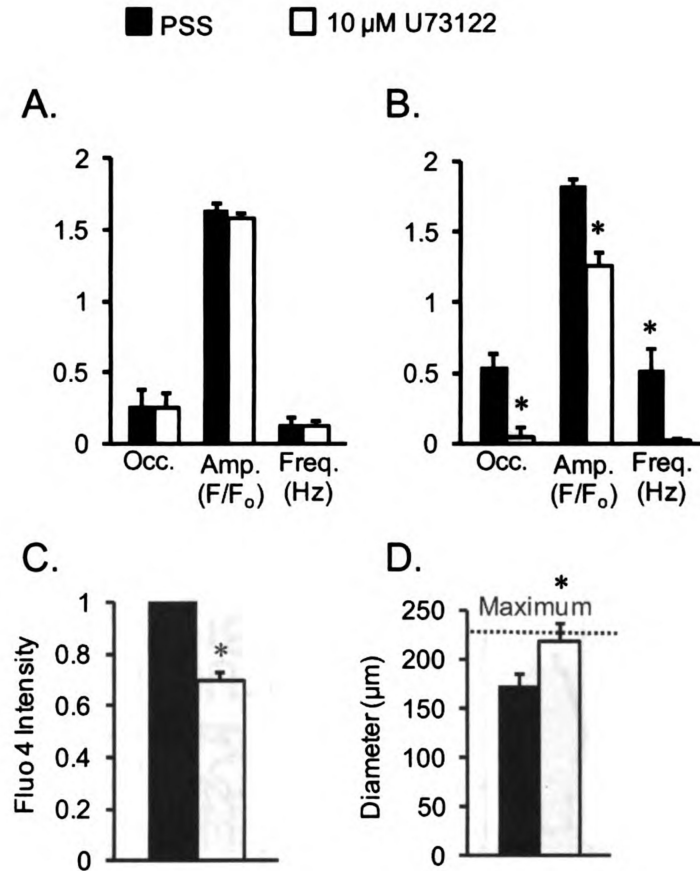 PSS 10 µM U73122
A. B.
2 2
1.5 1.5
1 1
0.5 0.5
0 0
* * *
Occ. Amp. (F/Fo) Freq. (Hz)
Occ. Amp. (F/Fo) Freq. (Hz)
C. D.
Fluo 4 Intensity
1
0.8
0.6
0.4
0.2
0
*
Diameter (µm)
250
200
150
100
50
0
Maximum
*